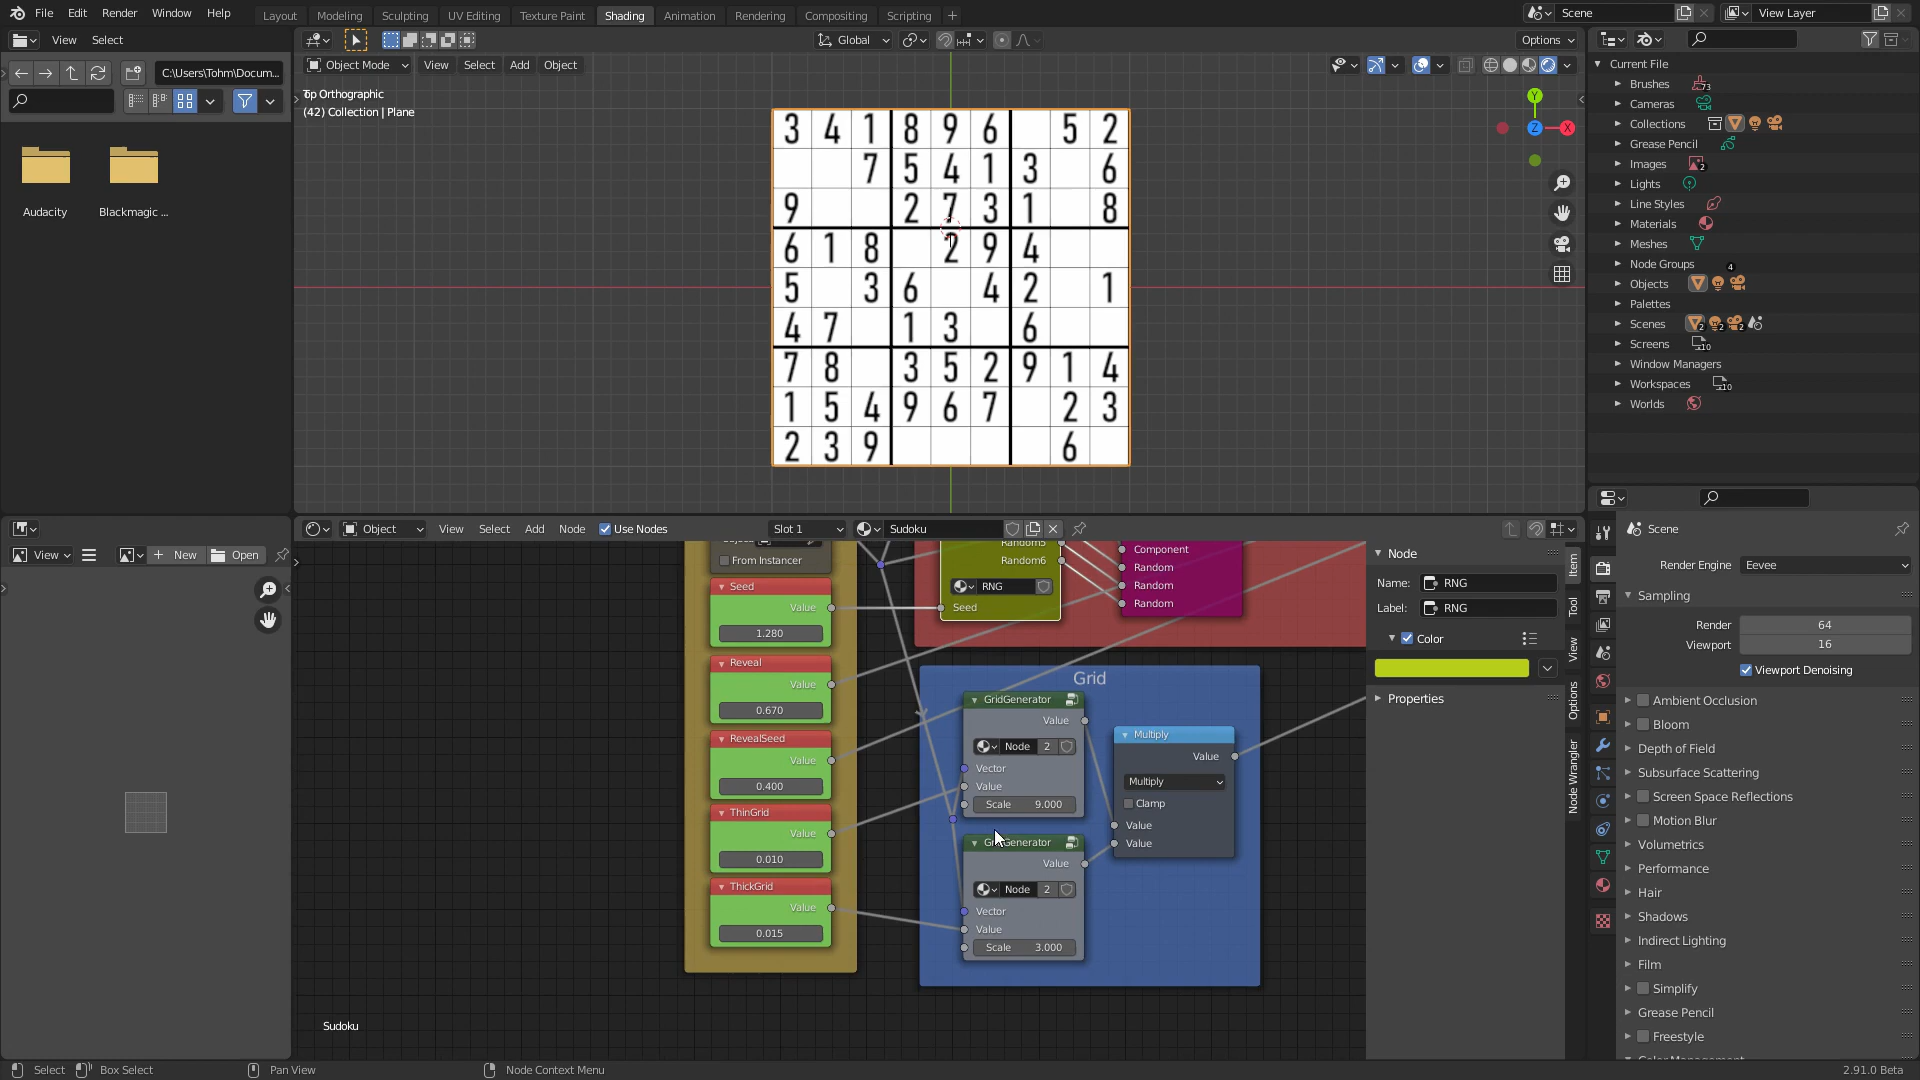 File Edit Render Window Help
Layout Modeling Sculpting UV Editing Texture Paint Shading Animation Rendering Compositing Scripting +
Scene
View Layer
View Select
C:\Users\Tohm\Docum...
Audacity
Blackmagic ...
Global
Options
Object Mode View Select Add Object
Top Orthographic
(42) Collection | Plane
Y
Z
X
3 4 1 8 9 6 5 2
7 5 4 1 3 6
9 2 7 3 1 8
6 1 8 2 9 4
5 3 6 4 2 1
4 7 1 3 6
7 8 3 5 2 9 1 4
1 5 4 9 6 7 2 3
2 3 9 6
Current File
Brushes 73
Cameras
Collections
Grease Pencil
Images 2
Lights
Line Styles
Materials
Meshes
Node Groups 4
Objects
Palettes
Scenes 2 2 2
Screens 10
Window Managers
Workspaces 10
Worlds
View
New
Open
Object View Select Add Node Use Nodes Slot 1 Sudoku
From Instancer
Seed
Value
1.280
Reveal
Value
0.670
RevealSeed
Value
0.400
ThinGrid
Value
0.010
ThickGrid
Value
0.015
Random5
Random6
RNG
Seed
Component
Random
Random
Random
Grid
GridGenerator
Value
Node 2
Vector
Value
Scale 9.000
Value
Node 2
Vector
Value
Scale 3.000
Multiply
Value
Multiply
Clamp
Value
Value
Sudoku
Node
Name: RNG
Label: RNG
Color
Properties
Item
Tool
View
Options
Node Wrangler
Scene
Render Engine Eevee
Sampling
Render 64
Viewport 16
Viewport Denoising
Ambient Occlusion
Bloom
Depth of Field
Subsurface Scattering
Screen Space Reflections
Motion Blur
Volumetrics
Performance
Hair
Shadows
Indirect Lighting
Film
Simplify
Grease Pencil
Freestyle
Color Management
Select
Box Select
Pan View
Node Context Menu
2.91.0 Beta